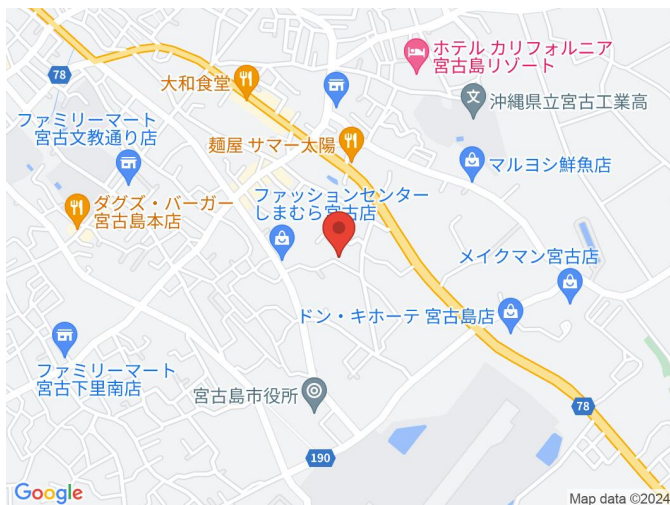 ホテル カリフォルニア
宮古島リゾート
78
大和食堂
沖縄県立宮古工業高
ファミリーマート
宮古文教通り店
麺屋 サマー太陽
マルヨシ鮮魚店
ダグズ・バーガー
宮古島本店
ファッションセンター
しまむら宮古店
メイクマン宮古店
ドン・キホーテ 宮古島店
ファミリーマート
宮古下里南店
宮古島市役所
78
190
Google
Map data ©2024